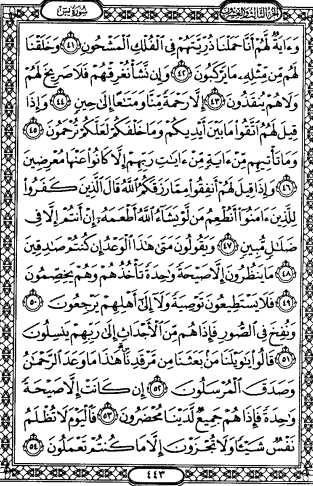 الجزء الثالث والعشرون سورة يس
وَءَايَةٌ لَّهُمْ أَنَّا حَمَلْنَا ذُرِّيَّتَهُمْ فِى ٱلْفُلْكِ ٱلْمَشْحُونِ ٤١ وَخَلَقْنَا
لَهُم مِّن مِّثْلِهِۦ مَا يَرْكَبُونَ ٤٢ وَإِن نَّشَأْ نُغْرِقْهُمْ فَلَا صَرِيخَ لَهُمْ
وَلَا هُمْ يُنقَذُونَ ٤٣ إِلَّا رَحْمَةً مِّنَّا وَمَتَٰعًا إِلَىٰ حِينٍ ٤٤ وَإِذَا
قِيلَ لَهُمُ ٱتَّقُوا۟ مَا بَيْنَ أَيْدِيكُمْ وَمَا خَلْفَكُمْ لَعَلَّكُمْ تُرْحَمُونَ ٤٥
وَمَا تَأْتِيهِم مِّنْ ءَايَةٍ مِّنْ ءَايَٰتِ رَبِّهِمْ إِلَّا كَانُوا۟ عَنْهَا مُعْرِضِينَ
٤٦ وَإِذَا قِيلَ لَهُمْ أَنفِقُوا۟ مِمَّا رَزَقَكُمُ ٱللَّهُ قَالَ ٱلَّذِينَ كَفَرُوا۟
لِلَّذِينَ ءَامَنُوٓا۟ أَنُطْعِمُ مَن لَّوْ يَشَآءُ ٱللَّهُ أَطْعَمَهُۥٓ إِنْ أَنتُمْ إِلَّا فِى
ضَلَٰلٍ مُّبِينٍ ٤٧ وَيَقُولُونَ مَتَىٰ هَٰذَا ٱلْوَعْدُ إِن كُنتُمْ صَٰدِقِينَ
٤٨ مَا يَنظُرُونَ إِلَّا صَيْحَةً وَٰحِدَةً تَأْخُذُهُمْ وَهُمْ يَخِصِّمُونَ
٤٩ فَلَا يَسْتَطِيعُونَ تَوْصِيَةً وَلَآ إِلَىٰٓ أَهْلِهِمْ يَرْجِعُونَ ٥٠
وَنُفِخَ فِى ٱلصُّورِ فَإِذَا هُم مِّنَ ٱلْأَجْدَاثِ إِلَىٰ رَبِّهِمْ يَنسِلُونَ
٥١ قَالُوا۟ يَٰوَيْلَنَا مَنۢ بَعَثَنَا مِن مَّرْقَدِنَا هَٰذَا مَا وَعَدَ ٱلرَّحْمَٰنُ
وَصَدَقَ ٱلْمُرْسَلُونَ ٥٢ إِن كَانَتْ إِلَّا صَيْحَةً
وَٰحِدَةً فَإِذَا هُمْ جَمِيعٌ لَّدَيْنَا مُحْضَرُونَ ٥٣ فَٱلْيَوْمَ لَا تُظْلَمُ
نَفْسٌ شَيْـًٔا وَلَا تُجْزَوْنَ إِلَّا مَا كُنتُمْ تَعْمَلُونَ ٥٤
٤٤٣